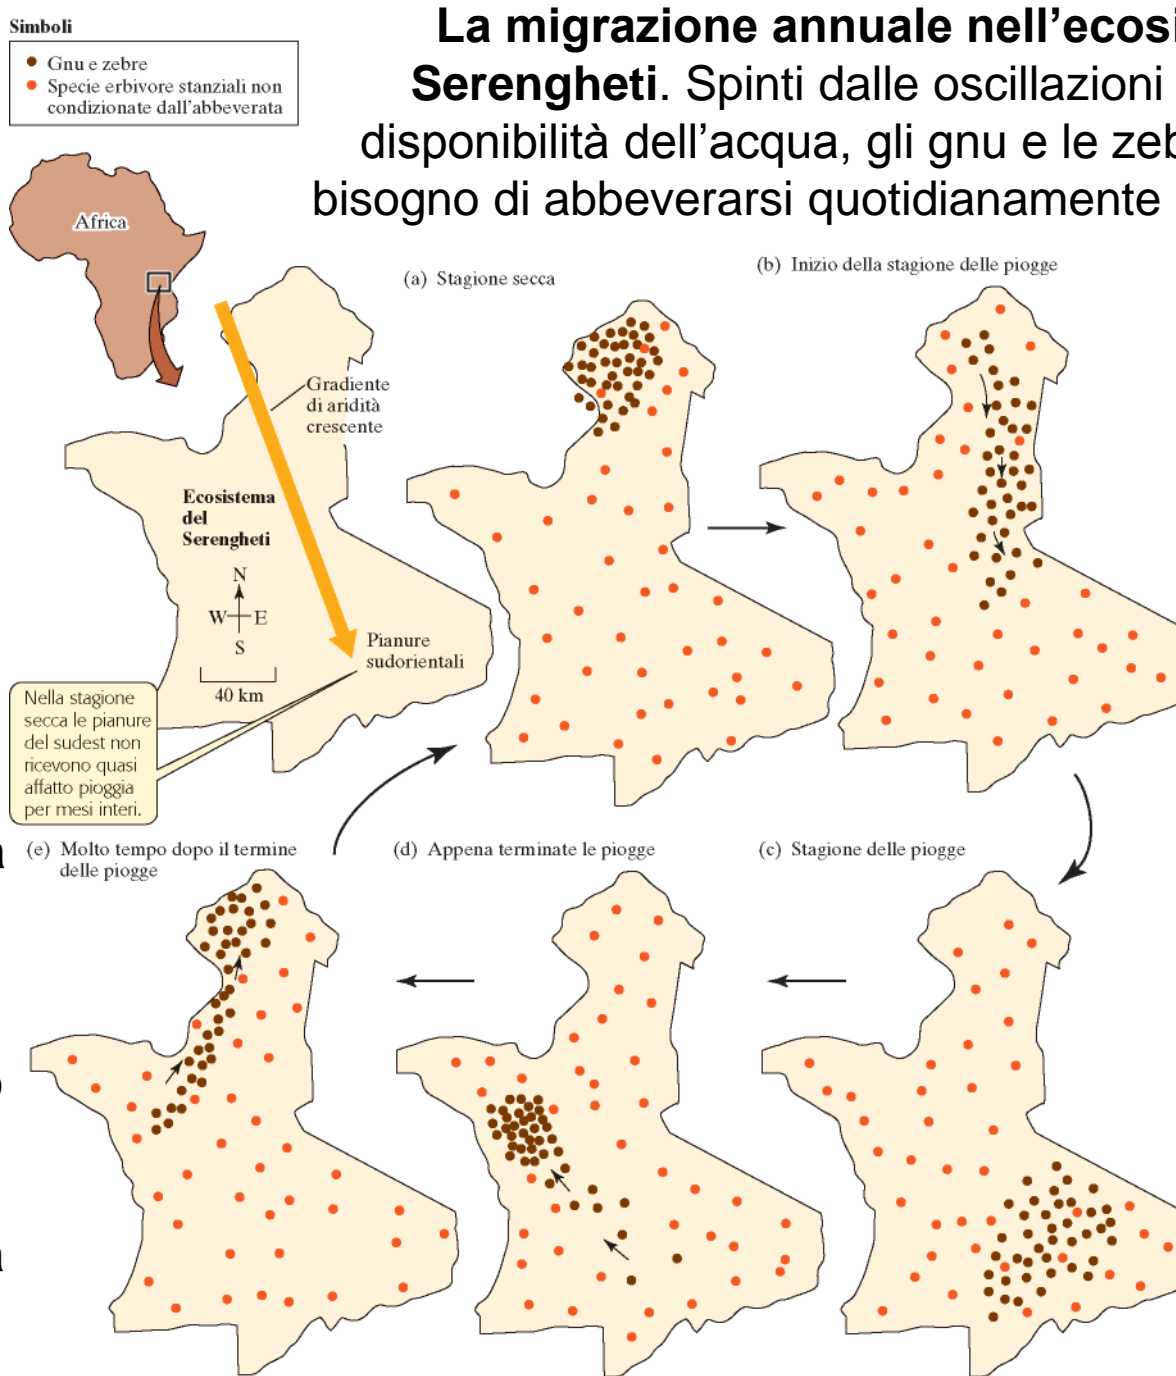 Simboli
Gnu e zebre
Specie erbivore stanziali non
condizionate dall'abbeverata
La migrazione annuale nell'ecosi
Serengheti. Spinti dalle oscillazioni
disponibilità dell'acqua, gli gnu e le zeb
bisogno di abbeverarsi quotidianamente
Africa
Gradiente
di aridità
crescente
Ecosistema
del
Serengheti
N
W E
S
40 km
Pianure
sudorientali
Nella stagione
secca le pianure
del sudest non
ricevono quasi
affatto pioggia
per mesi interi.
(a) Stagione secca
(b) Inizio della stagione delle piogge
(c) Stagione delle piogge
(d) Appena terminate le piogge
(e) Molto tempo dopo il termine
delle piogge